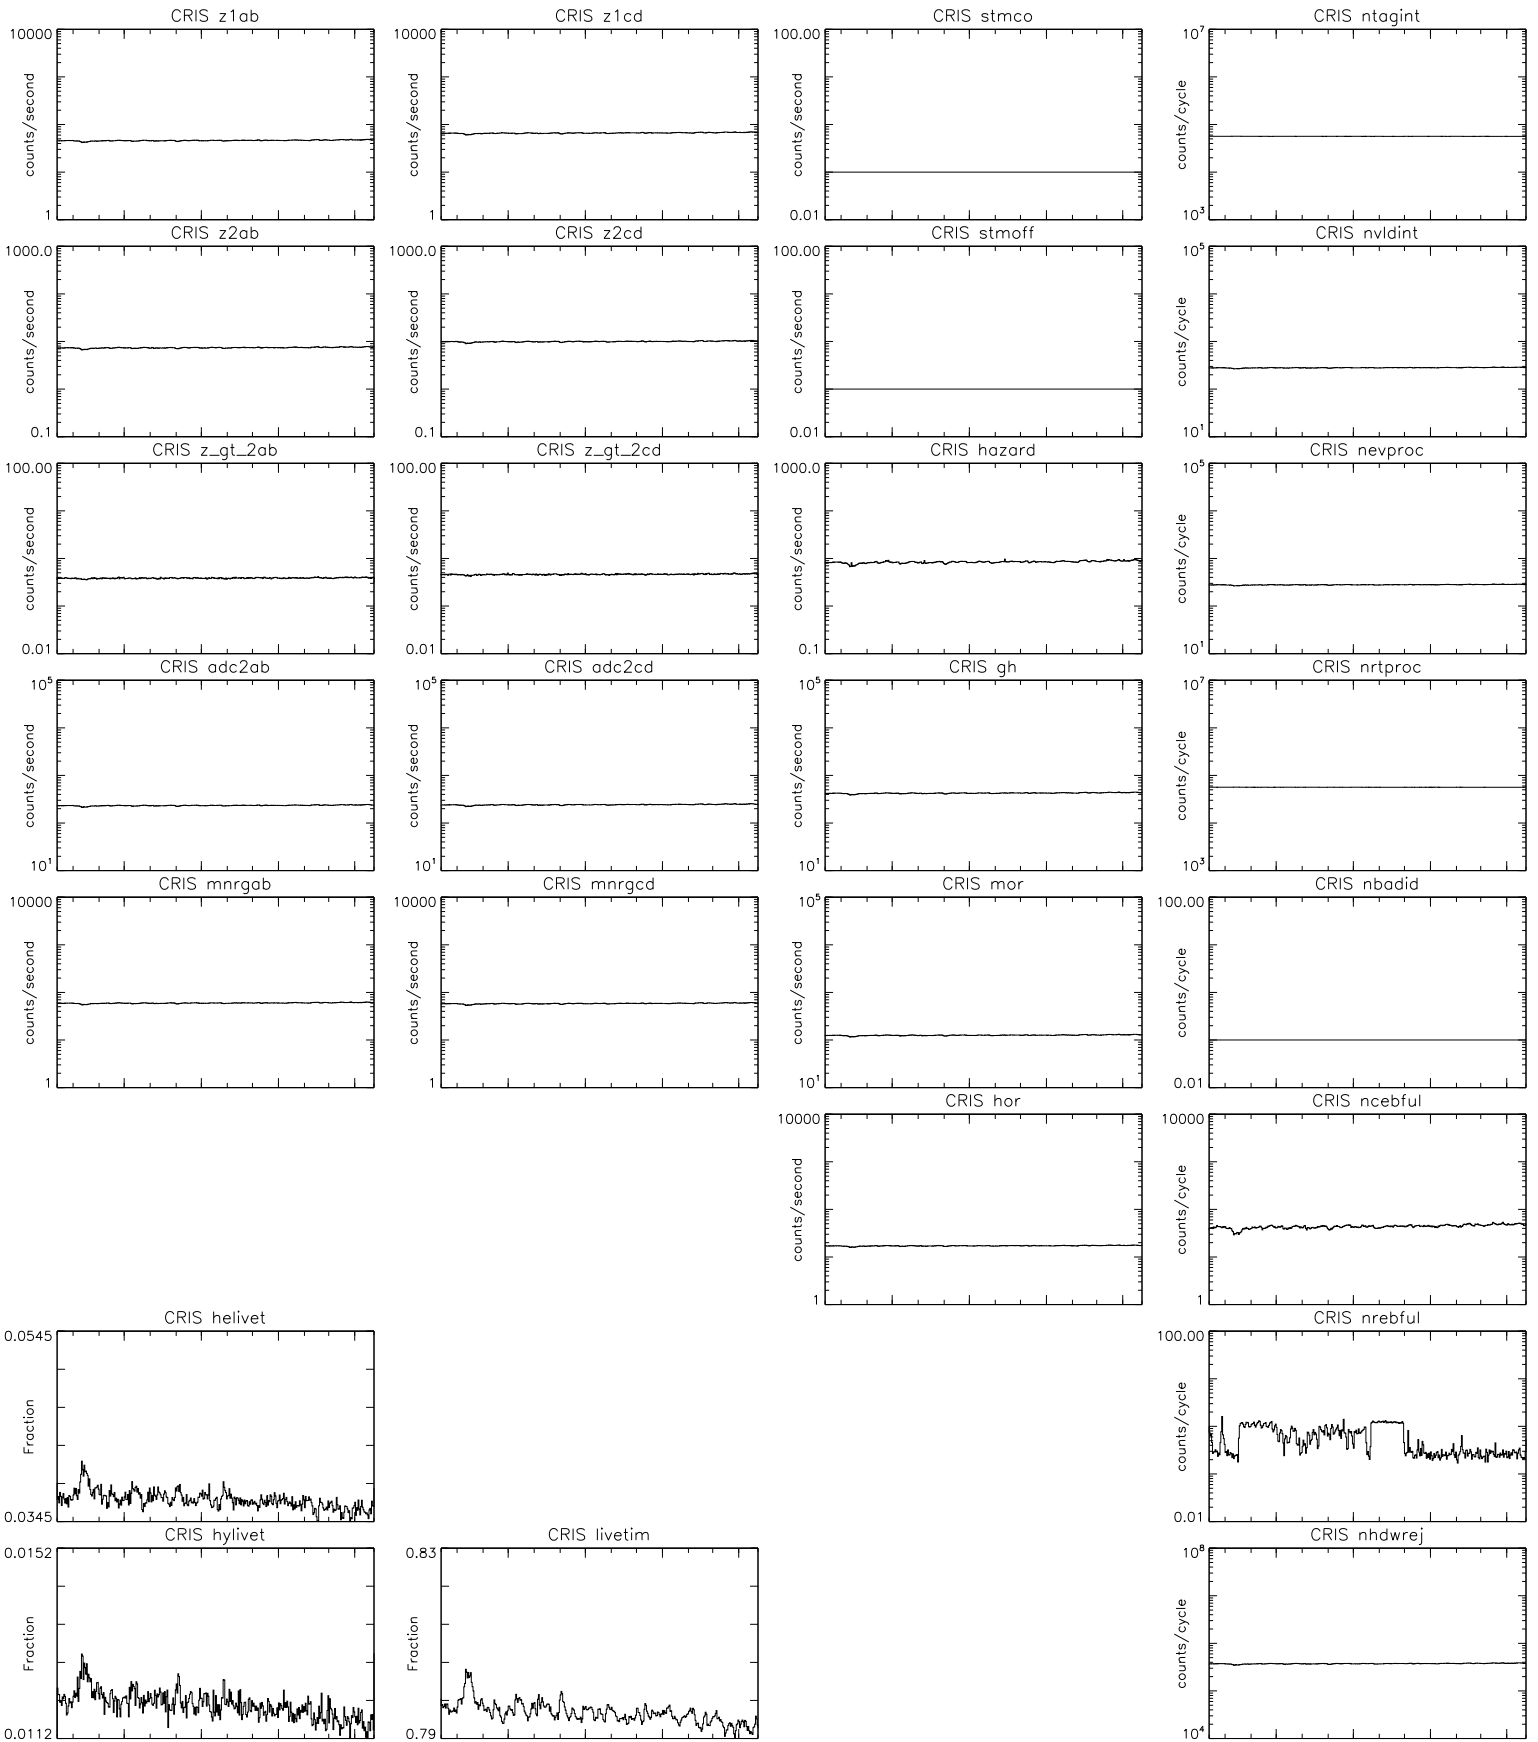 CRIS z1ab
CRIS z1cd
CRIS stmco
CRIS ntagint
10000
counts/second
1
10000
counts/second
1
100.00
counts/second
0.01
10^7
counts/cycle
10^3
CRIS z2ab
CRIS z2cd
CRIS stmoff
CRIS nvldint
1000.0
counts/second
0.1
1000.0
counts/second
0.1
100.00
counts/second
0.01
10^5
counts/cycle
10^1
CRIS z_gt_2ab
CRIS z_gt_2cd
CRIS hazard
CRIS nevproc
100.00
counts/second
0.01
100.00
counts/second
0.01
1000.0
counts/second
0.1
10^5
counts/cycle
10^1
CRIS adc2ab
CRIS adc2cd
CRIS gh
CRIS nrtproc
10^5
counts/second
10^1
10^5
counts/second
10^1
10^5
counts/second
10^1
10^7
counts/cycle
10^3
CRIS mnrgab
CRIS mnrgcd
CRIS mor
CRIS nbadid
10000
counts/second
1
10000
counts/second
1
10^5
counts/second
10^1
100.00
counts/cycle
0.01
CRIS hor
CRIS ncebful
10000
counts/second
1
10000
counts/cycle
1
CRIS helivet
CRIS nrebful
0.0545
Fraction
0.0345
100.00
counts/cycle
0.01
CRIS hylivet
CRIS livetim
CRIS nhdwrej
0.0152
Fraction
0.0112
0.83
Fraction
0.79
10^8
counts/cycle
10^4